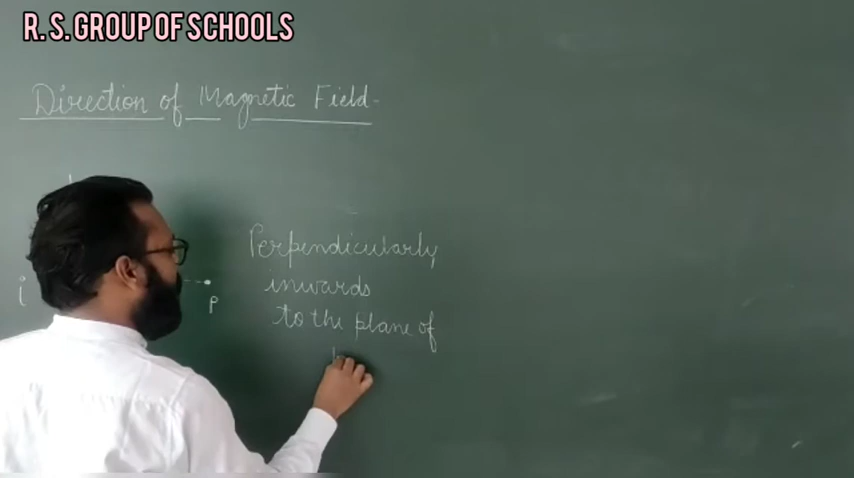 R. S. GROUP OF SCHOOLS
Direction of Magnetic Field-
Perpendicularly
inwards
i
P
to the plane of